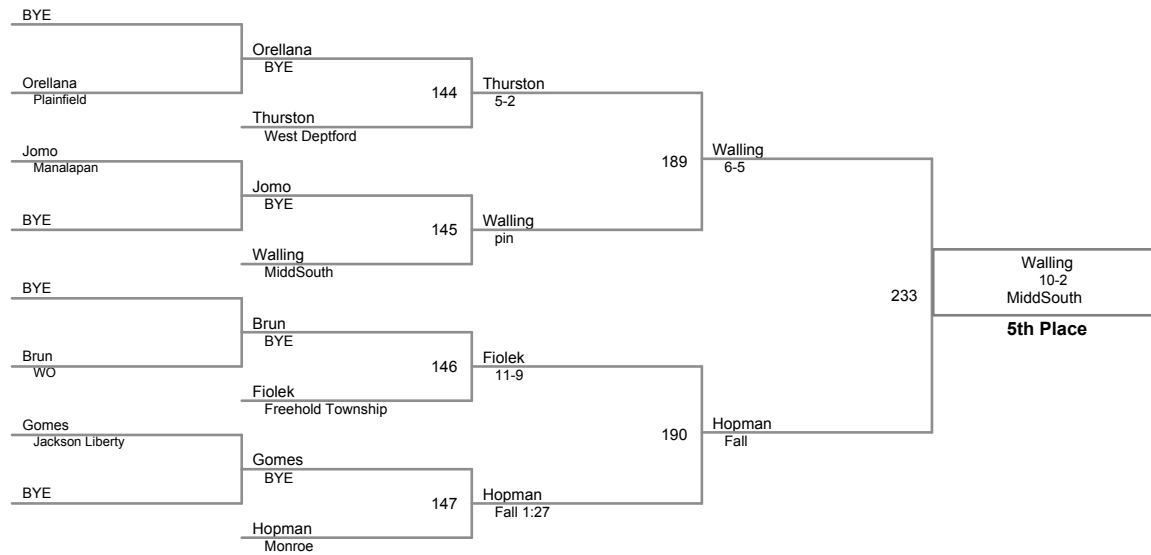 BYE
Orellana
BYE
Orellana
Plainfield
144
Thurston
5-2
Thurston
West Deptford
Jomo
Manalapan
189
Walling
6-5
Jomo
BYE
BYE
145
Walling
pin
Walling
MiddSouth
BYE
233
Walling
10-2
MiddSouth
5th Place
Brun
BYE
Brun
WO
146
Fiolek
11-9
Fiolek
Freehold Township
Gomes
Jackson Liberty
190
Hopman
Fall
Gomes
BYE
BYE
147
Hopman
Fall 1:27
Hopman
Monroe